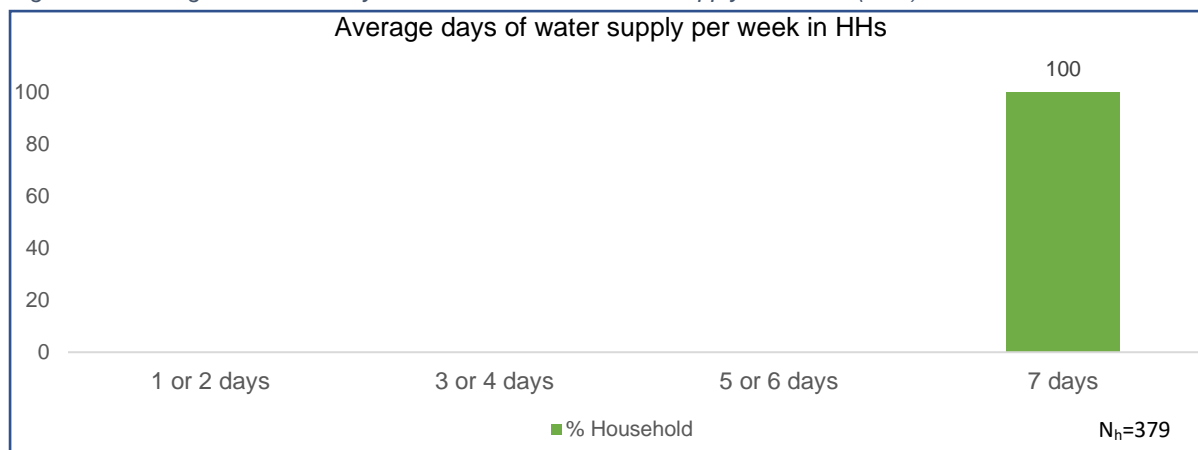 Average days of water supply per week in HHs
100
100
80
60
40
20
0
1 or 2 days
3 or 4 days
5 or 6 days
7 days
% Household
Nh=379